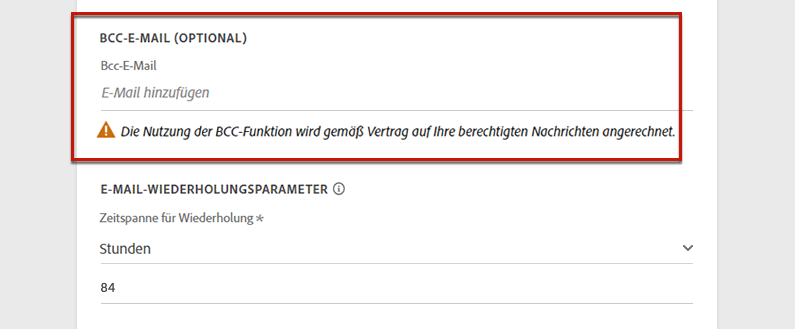 BCC-E-MAIL (OPTIONAL)
Bcc-E-Mail
E-Mail hinzufügen
Die Nutzung der BCC-Funktion wird gemäß Vertrag auf Ihre berechtigten Nachrichten angerechnet.
E-MAIL-WIEDERHOLUNGSPARAMETER
Zeitspanne für Wiederholung *
Stunden
84